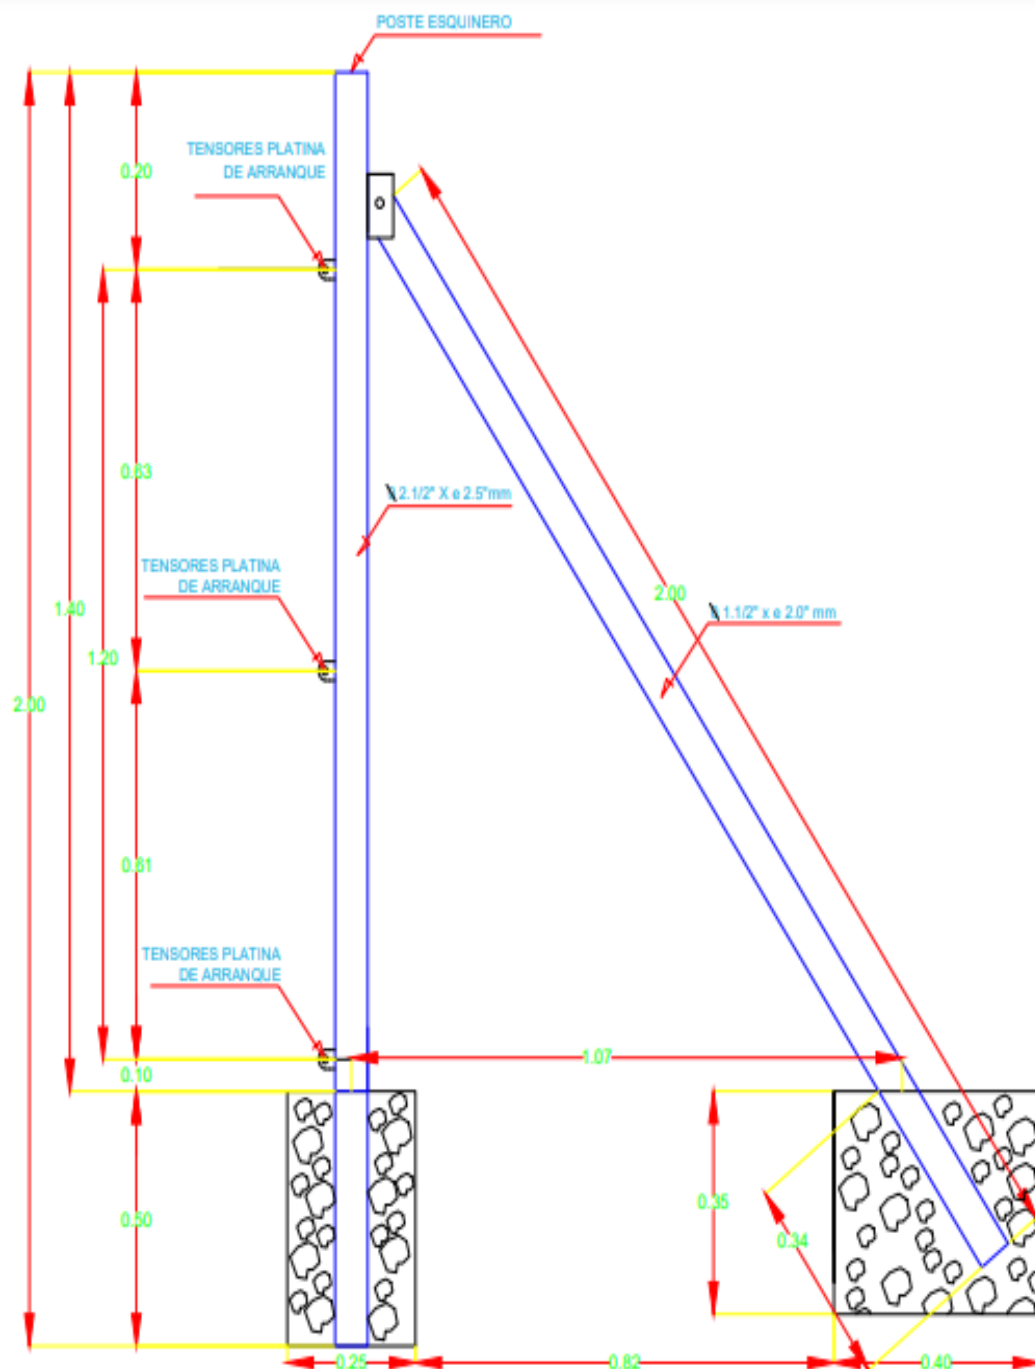 POSTE ESQUINERO
TENSORES PLATINA
DE ARRANQUE
0.20
0.63
2.1/2" X e 2.5"mm
TENSORES PLATINA
DE ARRANQUE
2.00
1.1/2" x e 2.0" mm
1.40
1.20
2.00
0.61
TENSORES PLATINA
DE ARRANQUE
1.07
0.10
0.50
0.35
0.34
0.25
0.82
0.40